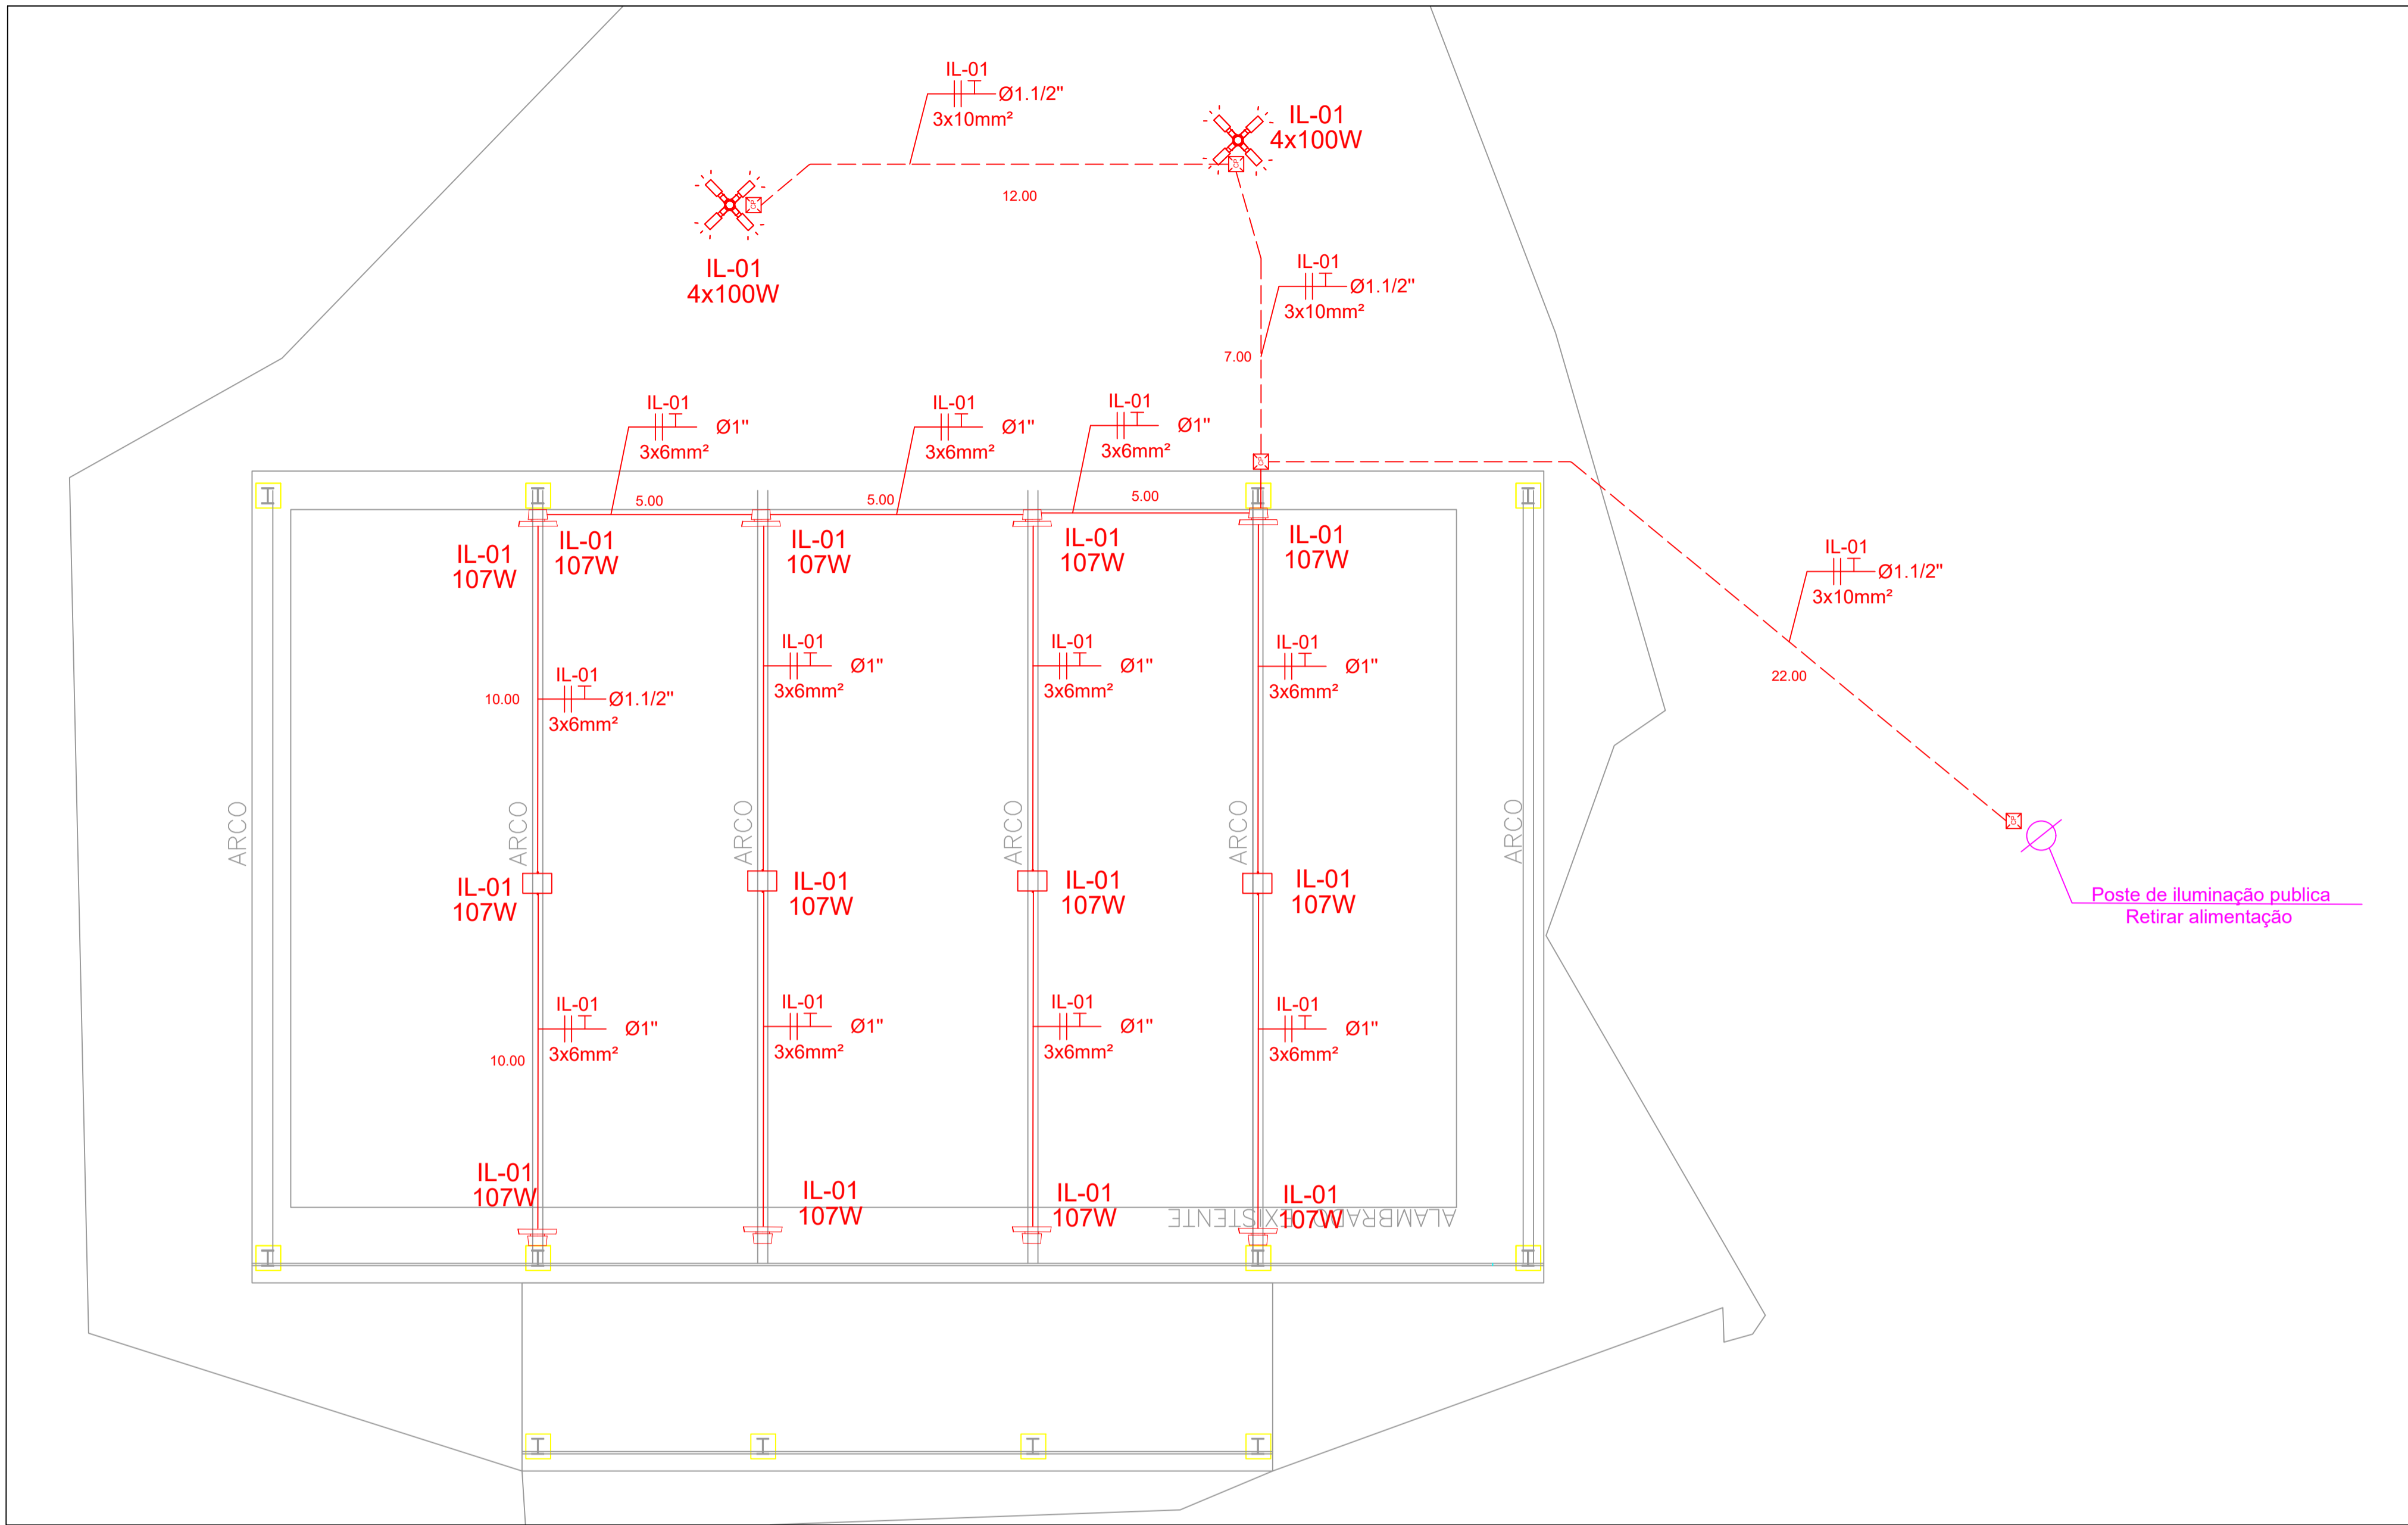 IL-01
Ø1.1/2"
3x10mm²
IL-01
4x100W
CP
12.00
CP
IL-01
4x100W
IL-01
Ø1.1/2"
3x10mm²
7.00
IL-01
Ø1"
3x6mm²
IL-01
Ø1"
3x6mm²
IL-01
Ø1"
3x6mm²
CP
5.00
5.00
5.00
IL-01
107W
IL-01
107W
IL-01
107W
IL-01
107W
IL-01
107W
IL-01
Ø1.1/2"
3x10mm²
22.00
IL-01
Ø1.1/2"
3x6mm²
10.00
IL-01
Ø1"
3x6mm²
IL-01
Ø1"
3x6mm²
IL-01
Ø1"
3x6mm²
ARCO
ARCO
ARCO
ARCO
ARCO
ARCO
CP
Poste de iluminação publica
Retirar alimentação
IL-01
107W
IL-01
107W
IL-01
107W
IL-01
107W
IL-01
Ø1"
3x6mm²
10.00
IL-01
Ø1"
3x6mm²
IL-01
Ø1"
3x6mm²
IL-01
Ø1"
3x6mm²
IL-01
107W
IL-01
107W
IL-01
107W
IL-01
107W
ALAMBRADO EXISTENTE